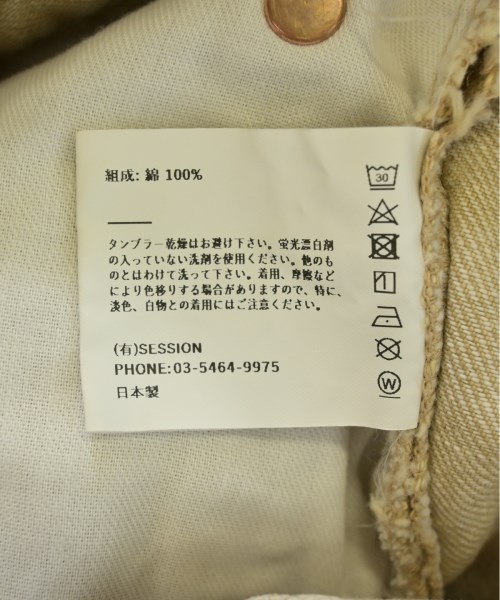 組成: 綿 100%
タンブラー乾燥はお避け下さい。蛍光漂白剤
の入っていない洗剤を使用ください。他のも
のとはわけて洗って下さい。着用、摩擦など
により色移りする場合がありますので、特に、
淡色、白物との着用にはご注意ください。
(有)SESSION
PHONE:03-5464-9975
日本製
30
W